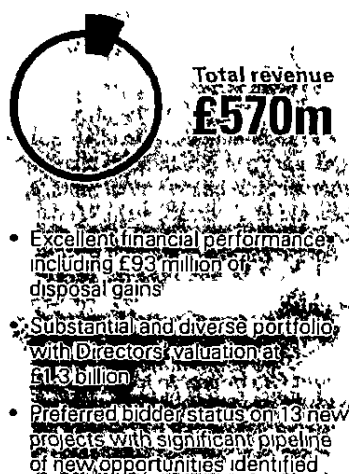 Total revenue
£570m
• Excellent financial performance
including £93 million of
disposal gains
• Substantial and diverse portfolio,
with Directors' valuation at
£1.3 billion
• Preferred bidder status on 13 new
projects with significant pipeline
of new opportunities identified